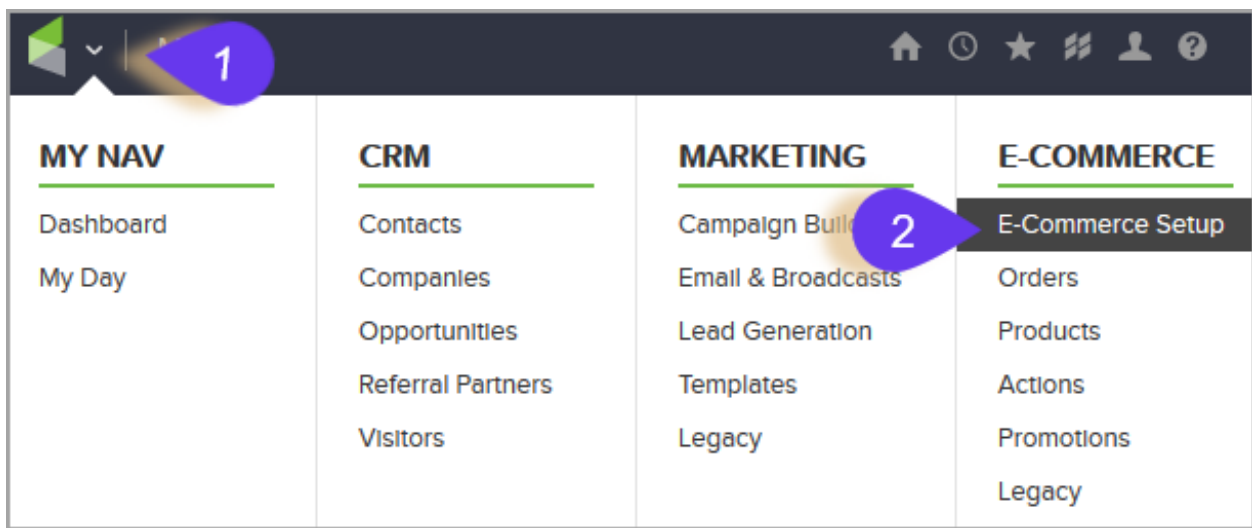 1
MY NAV
Dashboard
My Day
CRM
Contacts
Companies
Opportunities
Referral Partners
Visitors
MARKETING
Campaign
2
Email & Broadcasts
Lead Generation
Templates
Legacy
E-COMMERCE
E-Commerce Setup
Orders
Products
Actions
Promotions
Legacy